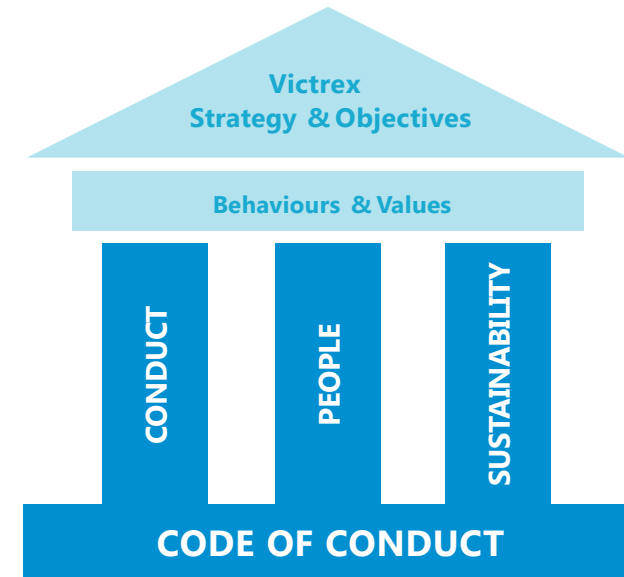 Victrex
Strategy & Objectives
Behaviours & Values
CONDUCT
PEOPLE
SUSTAINABILITY
CODE OF CONDUCT